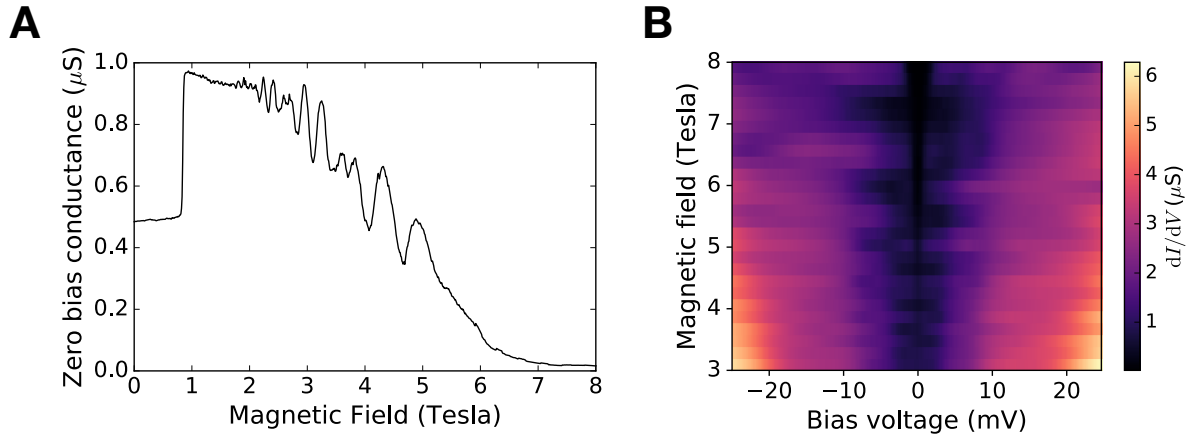 A
Zero bias conductance (μS)
1.0
0.8
0.6
0.4
0.2
0.0
0 1 2 3 4 5 6 7 8
Magnetic Field (Tesla)
B
Magnetic field (Tesla)
8
7
6
5
4
3
−20 −10 0 10 20
Bias voltage (mV)
6
5
4
3
2
1
dI/dV (μS)